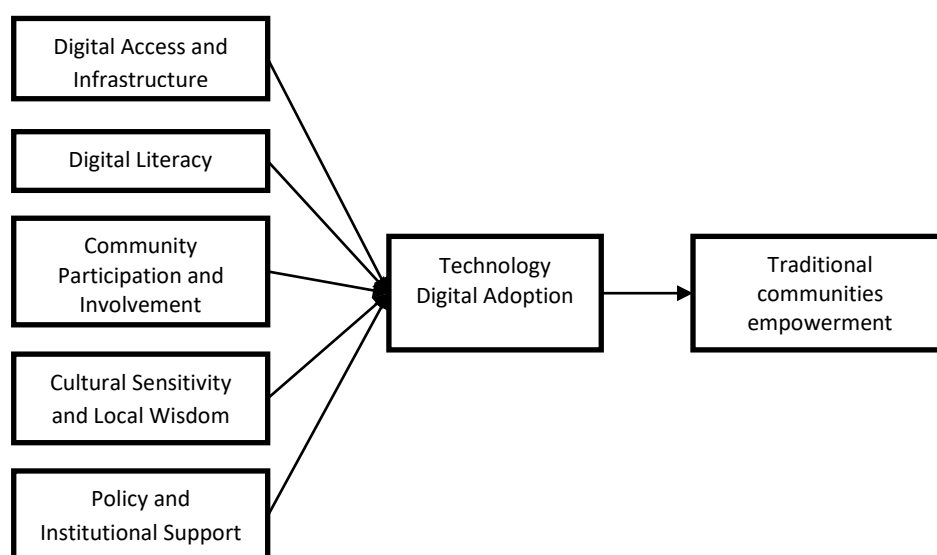 Digital Access and
Infrastructure
Digital Literacy
Community
Participation and
Involvement
Cultural Sensitivity
and Local Wisdom
Policy and
Institutional Support
Technology
Digital Adoption
Traditional
communities
empowerment